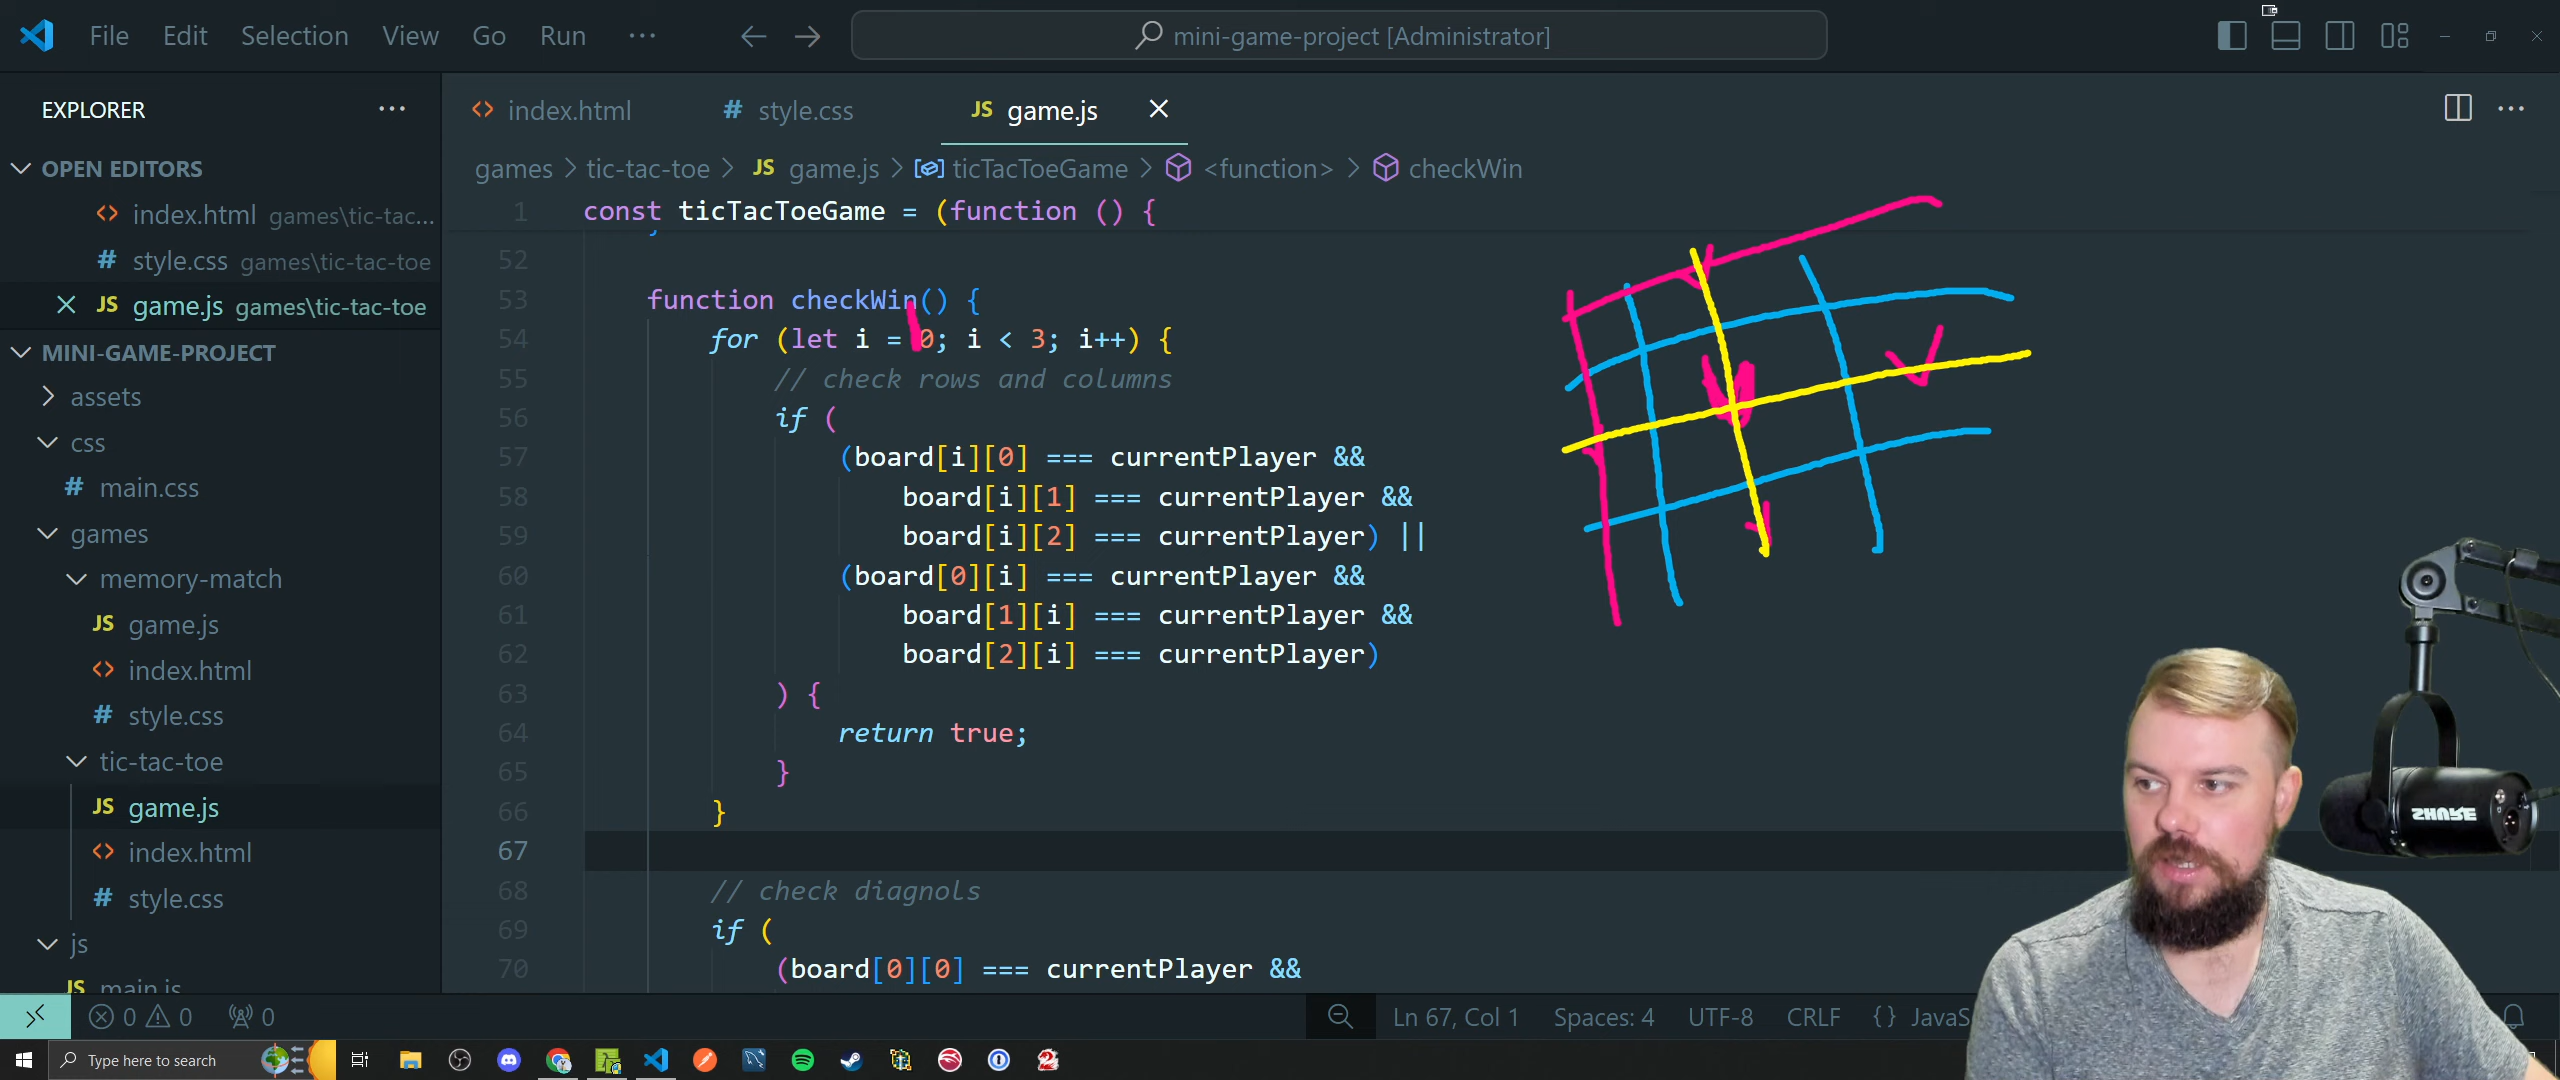 File Edit Selection View Go Run ··· mini-game-project [Administrator]
EXPLORER ···
OPEN EDITORS
index.html games\tic-tac...
style.css games\tic-tac-toe
game.js games\tic-tac-toe
MINI-GAME-PROJECT
assets
css
main.css
games
memory-match
game.js
index.html
style.css
tic-tac-toe
game.js
index.html
style.css
js
main.js
index.html style.css JS game.js
games > tic-tac-toe > JS game.js > ticTacToeGame > <function> > checkWin
1 const ticTacToeGame = (function () {
52
53 function checkWin() {
54 for (let i = 0; i < 3; i++) {
55 // check rows and columns
56 if (
57 (board[i][0] === currentPlayer &&
58 board[i][1] === currentPlayer &&
59 board[i][2] === currentPlayer) ||
60 (board[0][i] === currentPlayer &&
61 board[1][i] === currentPlayer &&
62 board[2][i] === currentPlayer)
63 ) {
64 return true;
65 }
66 }
67
68 // check diagnols
69 if (
70 (board[0][0] === currentPlayer &&
SHURE
0 0 0 Ln 67, Col 1 Spaces: 4 UTF-8 CRLF {} JavaS
Type here to search